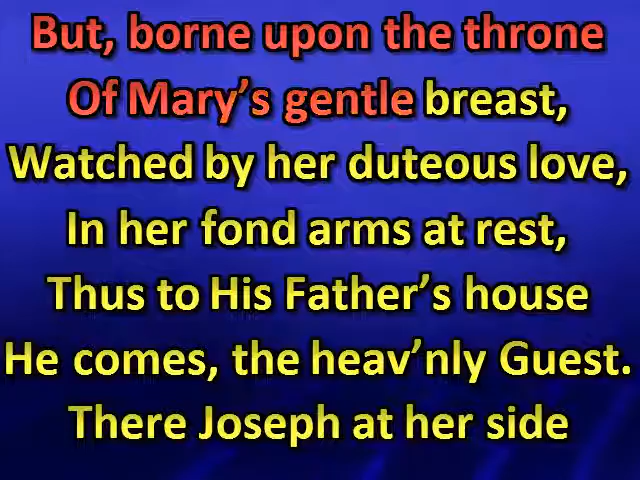 But, borne upon the throne
Of Mary’s gentle breast,
Watched by her duteous love,
In her fond arms at rest,
Thus to His Father’s house
He comes, the heav’nly Guest.
There Joseph at her side